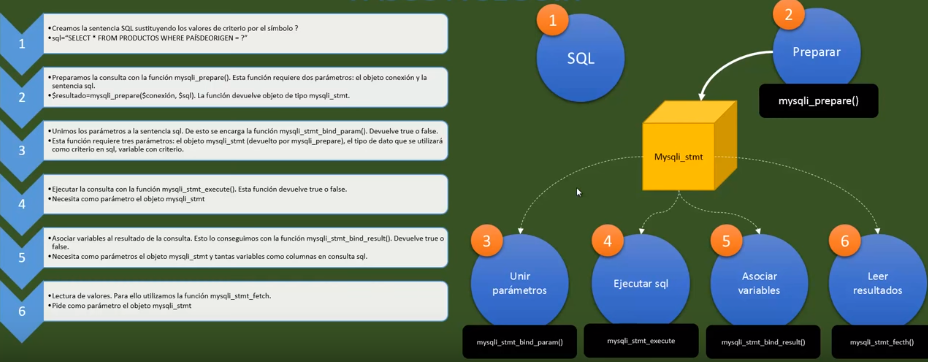 1
•Creamos la sentencia SQL sustituyendo los valores de criterio por el símbolo ?
•sql="SELECT * FROM PRODUCTOS WHERE PAÍSDEORIGEN = ?"
2
•Preparamos la consulta con la función mysqli_prepare(). Esta función requiere dos parámetros: el objeto conexión y la
sentencia sql.
•$resultado=mysqli_prepare($conexión, $sql). La función devuelve objeto de tipo mysqli_stmt.
3
•Unimos los parámetros a la sentencia sql. De esto se encarga la función mysqli_stmt_bind_param(). Devuelve true o false.
•Esta función requiere tres parámetros: el objeto mysqli_stmt (devuelto por mysqli_prepare), el tipo de dato que se utilizará
como criterio en sql, variable con criterio.
4
•Ejecutar la consulta con la función mysqli_stmt_execute(). Esta función devuelve true o false.
•Necesita como parámetro el objeto mysqli_stmt
5
•Asociar variables al resultado de la consulta. Esto lo conseguimos con la función mysqli_stmt_bind_result(). Devuelve true o
false.
•Necesita como parámetros el objeto mysqli_stmt y tantas variables como columnas en consulta sql.
6
•Lectura de valores. Para ello utilizamos la función mysqli_stmt_fetch.
•Pide como parámetro el objeto mysqli_stmt
1
SQL
2
Preparar
mysqli_prepare()
Mysqli_stmt
3
Unir
parámetros
mysqli_stmt_bind_param()
4
Ejecutar sql
mysqli_stmt_execute
5
Asociar
variables
mysqli_stmt_bind_result()
6
Leer
resultados
mysqli_stmt_fecth()